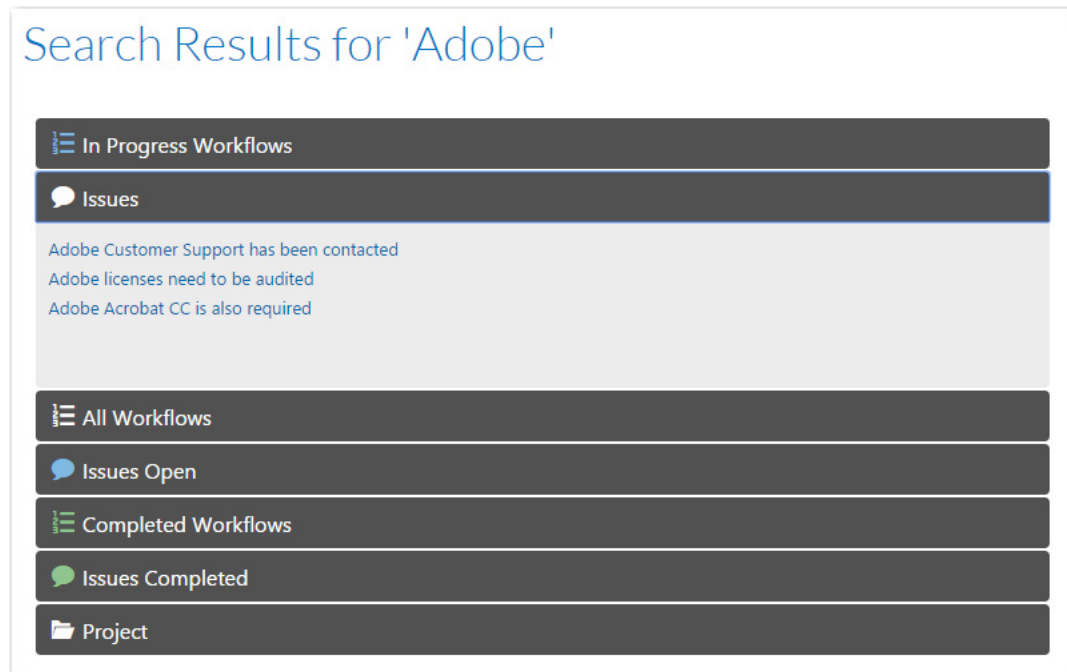 Search Results for 'Adobe'
In Progress Workflows
Issues
Adobe Customer Support has been contacted
Adobe licenses need to be audited
Adobe Acrobat CC is also required
All Workflows
Issues Open
Completed Workflows
Issues Completed
Project